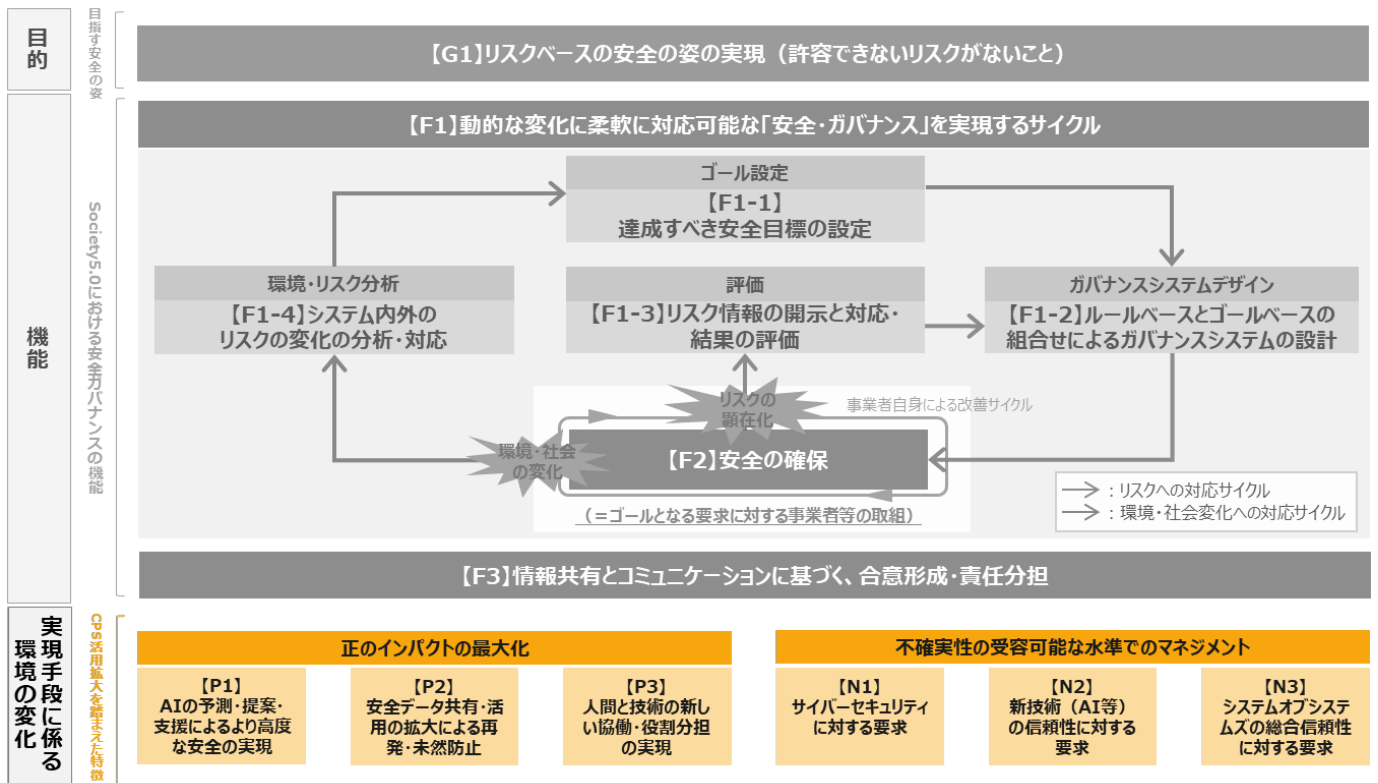 目的
目指す安全の姿
【G1】リスクベースの安全の姿の実現（許容できないリスクがないこと）
機能
Society5.0における安全ガバナンスの機能
【F1】動的な変化に柔軟に対応可能な「安全・ガバナンス」を実現するサイクル
ゴール設定
【F1-1】
達成すべき安全目標の設定
環境・リスク分析
【F1-4】システム内外の
リスクの変化の分析・対応
評価
【F1-3】リスク情報の開示と対応・
結果の評価
ガバナンスシステムデザイン
【F1-2】ルールベースとゴールベースの
組合せによるガバナンスシステムの設計
リスクの
顕在化
事業者自身による改善サイクル
環境・社会
の変化
【F2】安全の確保
（＝ゴールとなる要求に対する事業者等の取組）
：リスクへの対応サイクル
：環境・社会変化への対応サイクル
【F3】情報共有とコミュニケーションに基づく、合意形成・責任分担
実現手段に係る
環境の変化
CPS活用拡大を踏まえた特徴
正のインパクトの最大化
【P1】
AIの予測・提案・
支援によるより高度
な安全の実現
【P2】
安全データ共有・活
用の拡大による再
発・未然防止
【P3】
人間と技術の新し
い協働・役割分担
の実現
不確実性の受容可能な水準でのマネジメント
【N1】
サイバーセキュリティ
に対する要求
【N2】
新技術（AI等）
の信頼性に対する
要求
【N3】
システムオブシステ
ムズの総合信頼性
に対する要求